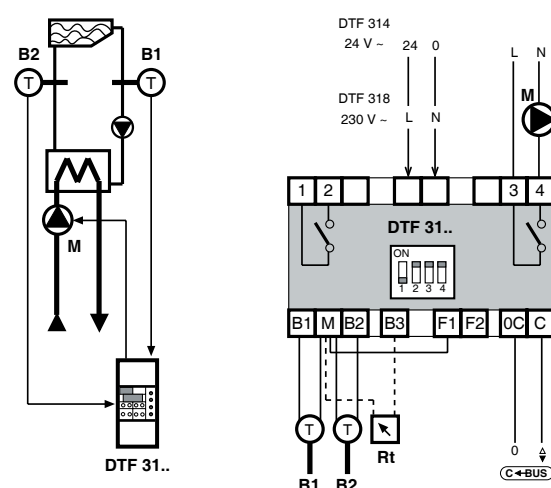 B2
B1
T
T
M
DTF 31..
DTF 314
24 V ~
24
0
DTF 318
230 V ~
L
N
L
N
M
1
2
3
4
DTF 31..
ON
1 2 3 4
B1
M
B2
B3
F1
F2
0C
C
T
T
Rt
B1
B2
0
C BUS